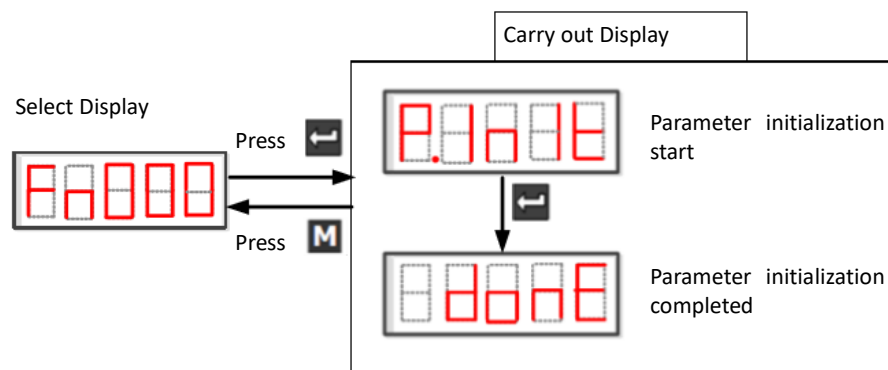 Carry out Display
Select Display
Press
Fn000
Press M
P.Init
Parameter initialization
start
donE
Parameter initialization
completed